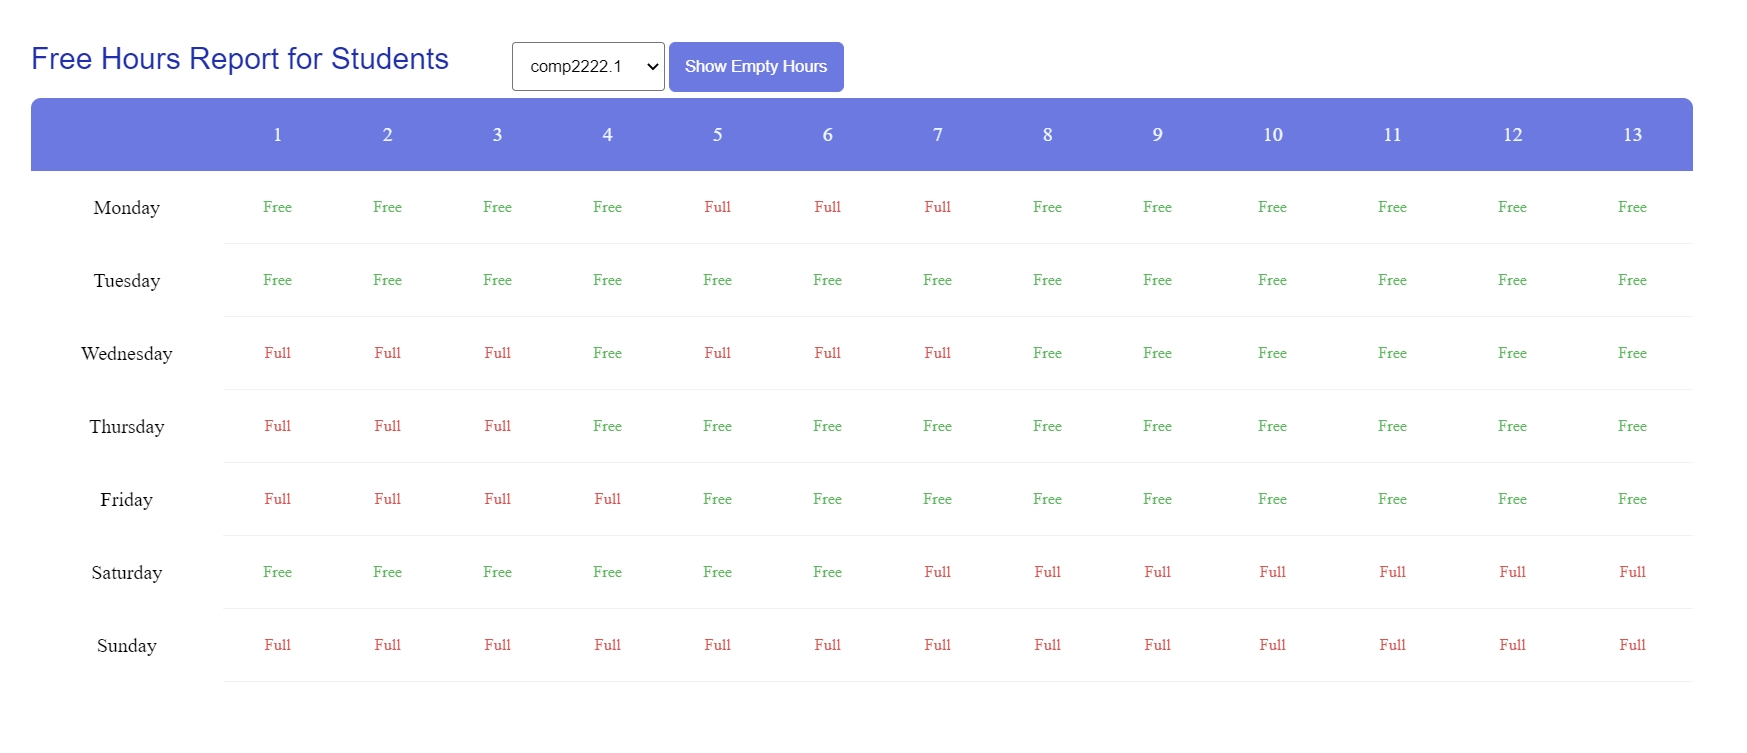 Free Hours Report for Students comp2222.1 Show Empty Hours
1 2 3 4 5 6 7 8 9 10 11 12 13
Monday Free Free Free Free Full Full Full Free Free Free Free Free Free
Tuesday Free Free Free Free Free Free Free Free Free Free Free Free Free
Wednesday Full Full Full Free Full Full Full Free Free Free Free Free Free
Thursday Full Full Full Free Free Free Free Free Free Free Free Free Free
Friday Full Full Full Full Free Free Free Free Free Free Free Free Free
Saturday Free Free Free Free Free Free Full Full Full Full Full Full Full
Sunday Full Full Full Full Full Full Full Full Full Full Full Full Full